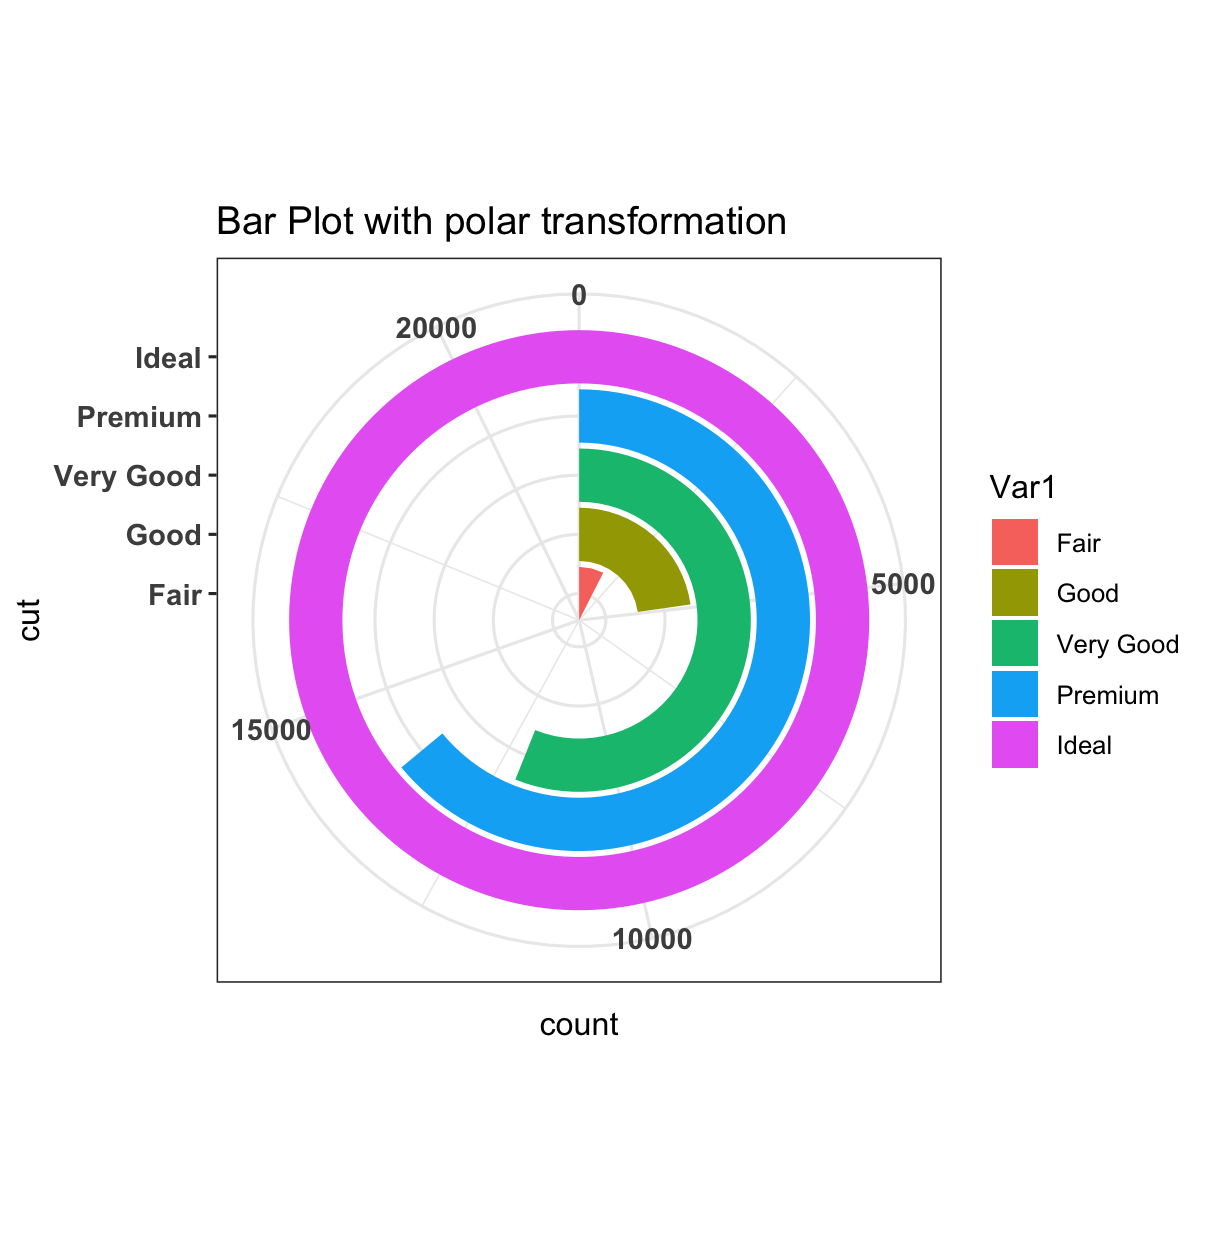 Bar Plot with polar transformation
0
20000
5000
15000
10000
Ideal
Premium
Very Good
Good
Fair
cut
count
Var1
Fair
Good
Very Good
Premium
Ideal